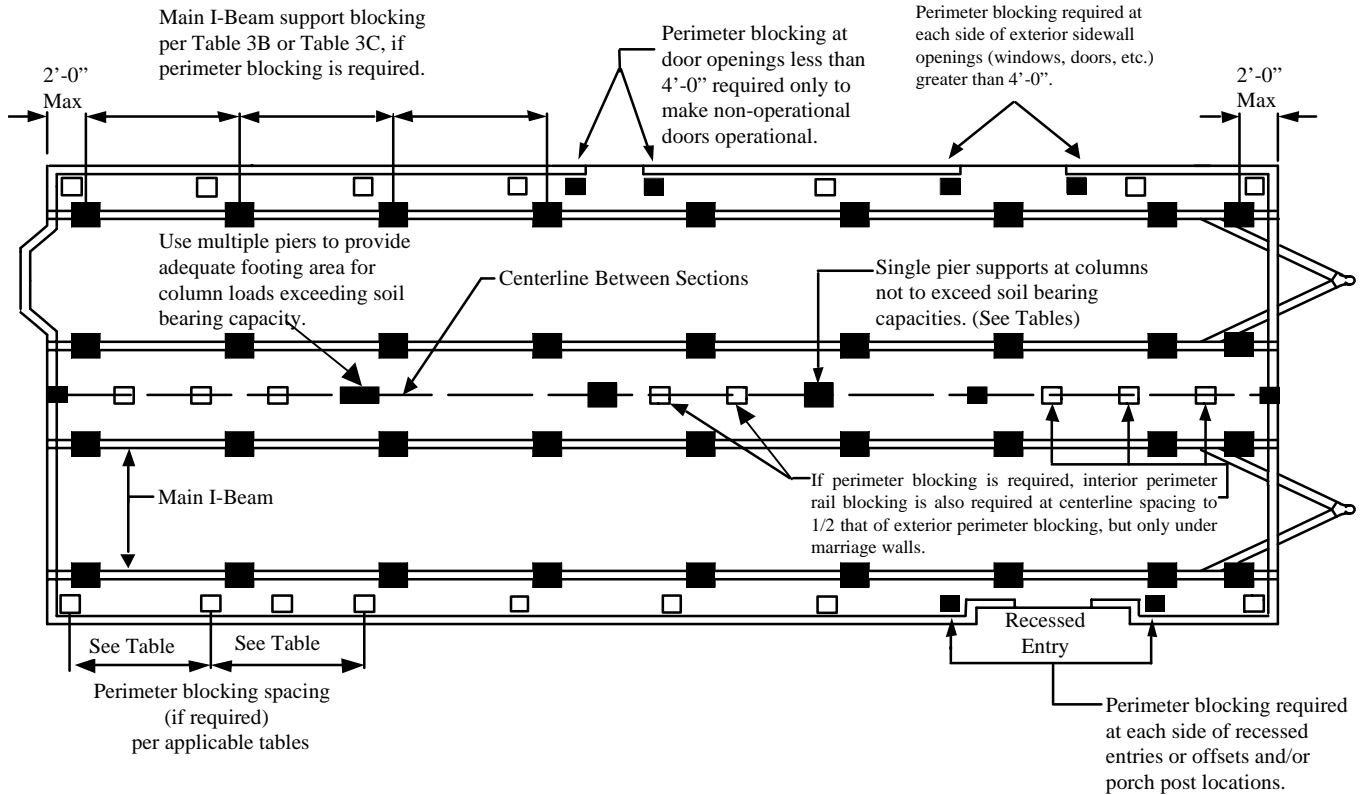 Main I-Beam support blocking
per Table 3B or Table 3C, if
perimeter blocking is required.
Perimeter blocking at
door openings less than
4’-0” required only to
make non-operational
doors operational.
Perimeter blocking required at
each side of exterior sidewall
openings (windows, doors, etc.)
greater than 4’-0”.
2’-0”
Max
2’-0”
Max
Use multiple piers to provide
adequate footing area for
column loads exceeding soil
bearing capacity.
Centerline Between Sections
Single pier supports at columns
not to exceed soil bearing
capacities. (See Tables)
Main I-Beam
If perimeter blocking is required, interior perimeter
rail blocking is also required at centerline spacing to
1/2 that of exterior perimeter blocking, but only under
marriage walls.
See Table
See Table
Perimeter blocking spacing
(if required)
per applicable tables
Recessed
Entry
Perimeter blocking required
at each side of recessed
entries or offsets and/or
porch post locations.